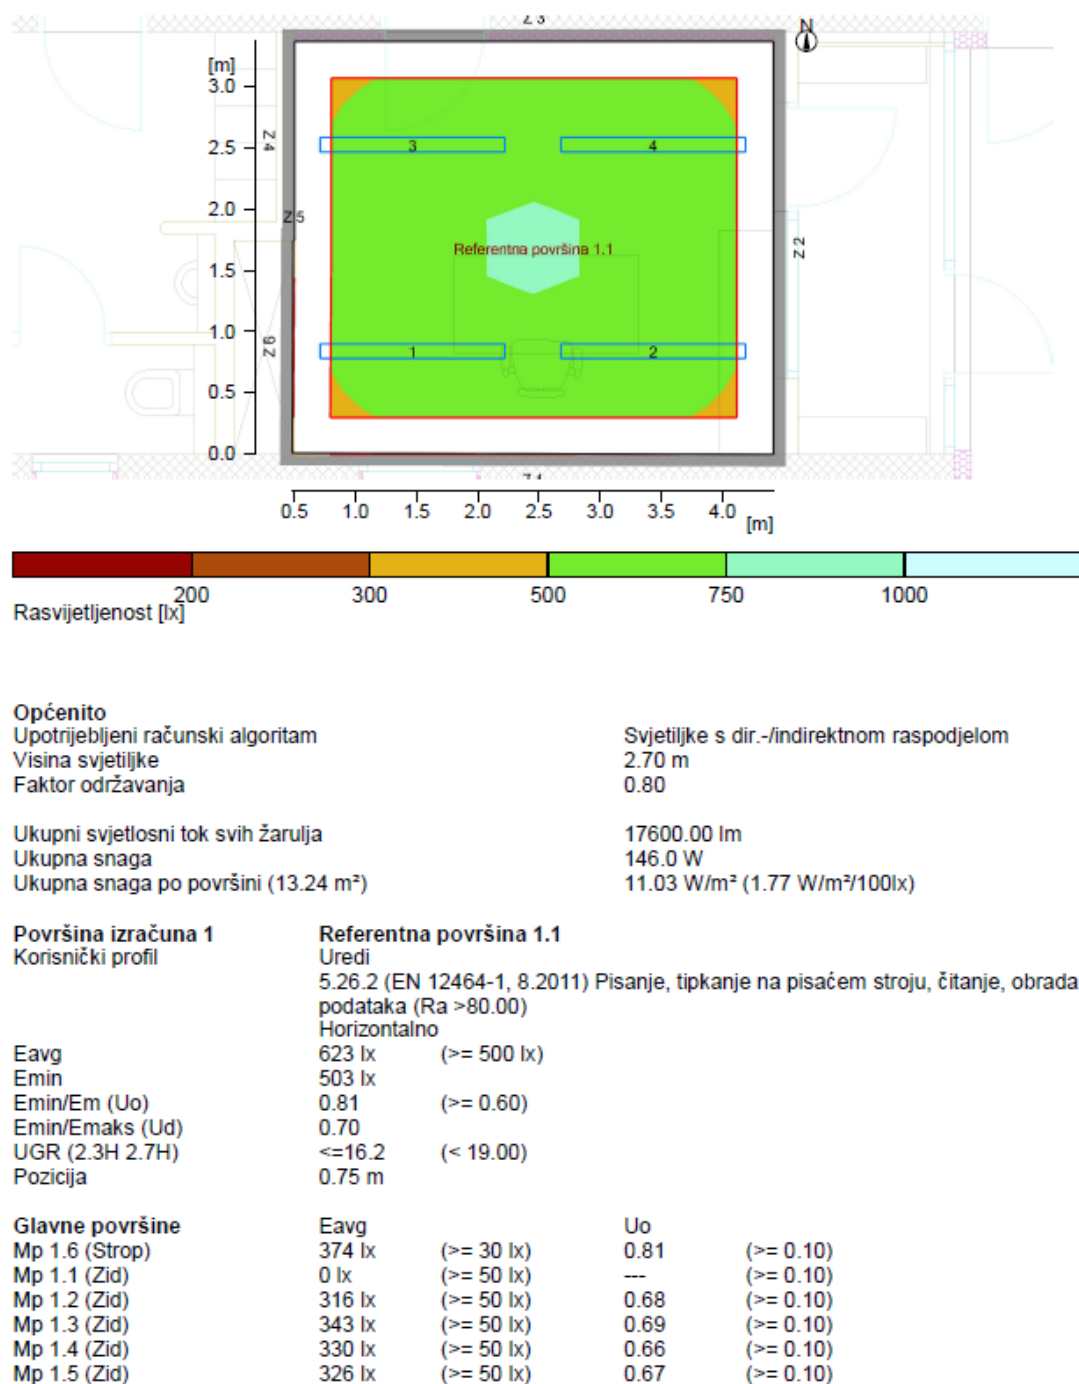 Z 3
N
[m]
3.0
2.5
2.0
1.5
1.0
0.5
0.0
Z 4
Z 5
Z 6
Z 2
3
4
Referentna površina 1.1
1
2
0.5 1.0 1.5 2.0 2.5 3.0 3.5 4.0
[m]
200 300 500 750 1000
Rasvijetljenost [lx]
Općenito
Upotrijebljeni računski algoritam Svjetiljke s dir.-/indirektnom raspodjelom
Visina svjetiljke 2.70 m
Faktor održavanja 0.80
Ukupni svjetlosni tok svih žarulja 17600.00 lm
Ukupna snaga 146.0 W
Ukupna snaga po površini (13.24 m²) 11.03 W/m² (1.77 W/m²/100lx)
Površina izračuna 1 Referentna površina 1.1
Korisnički profil Uredi
5.26.2 (EN 12464-1, 8.2011) Pisanje, tipkanje na pisaćem stroju, čitanje, obrada
podataka (Ra >80.00)
Horizontalno
Eavg 623 lx (>= 500 lx)
Emin 503 lx
Emin/Em (Uo) 0.81 (>= 0.60)
Emin/Emaks (Ud) 0.70
UGR (2.3H 2.7H) <=16.2 (< 19.00)
Pozicija 0.75 m
Glavne površine Eavg Uo
Mp 1.6 (Strop) 374 lx (>= 30 lx) 0.81 (>= 0.10)
Mp 1.1 (Zid) 0 lx (>= 50 lx) --- (>= 0.10)
Mp 1.2 (Zid) 316 lx (>= 50 lx) 0.68 (>= 0.10)
Mp 1.3 (Zid) 343 lx (>= 50 lx) 0.69 (>= 0.10)
Mp 1.4 (Zid) 330 lx (>= 50 lx) 0.66 (>= 0.10)
Mp 1.5 (Zid) 326 lx (>= 50 lx) 0.67 (>= 0.10)